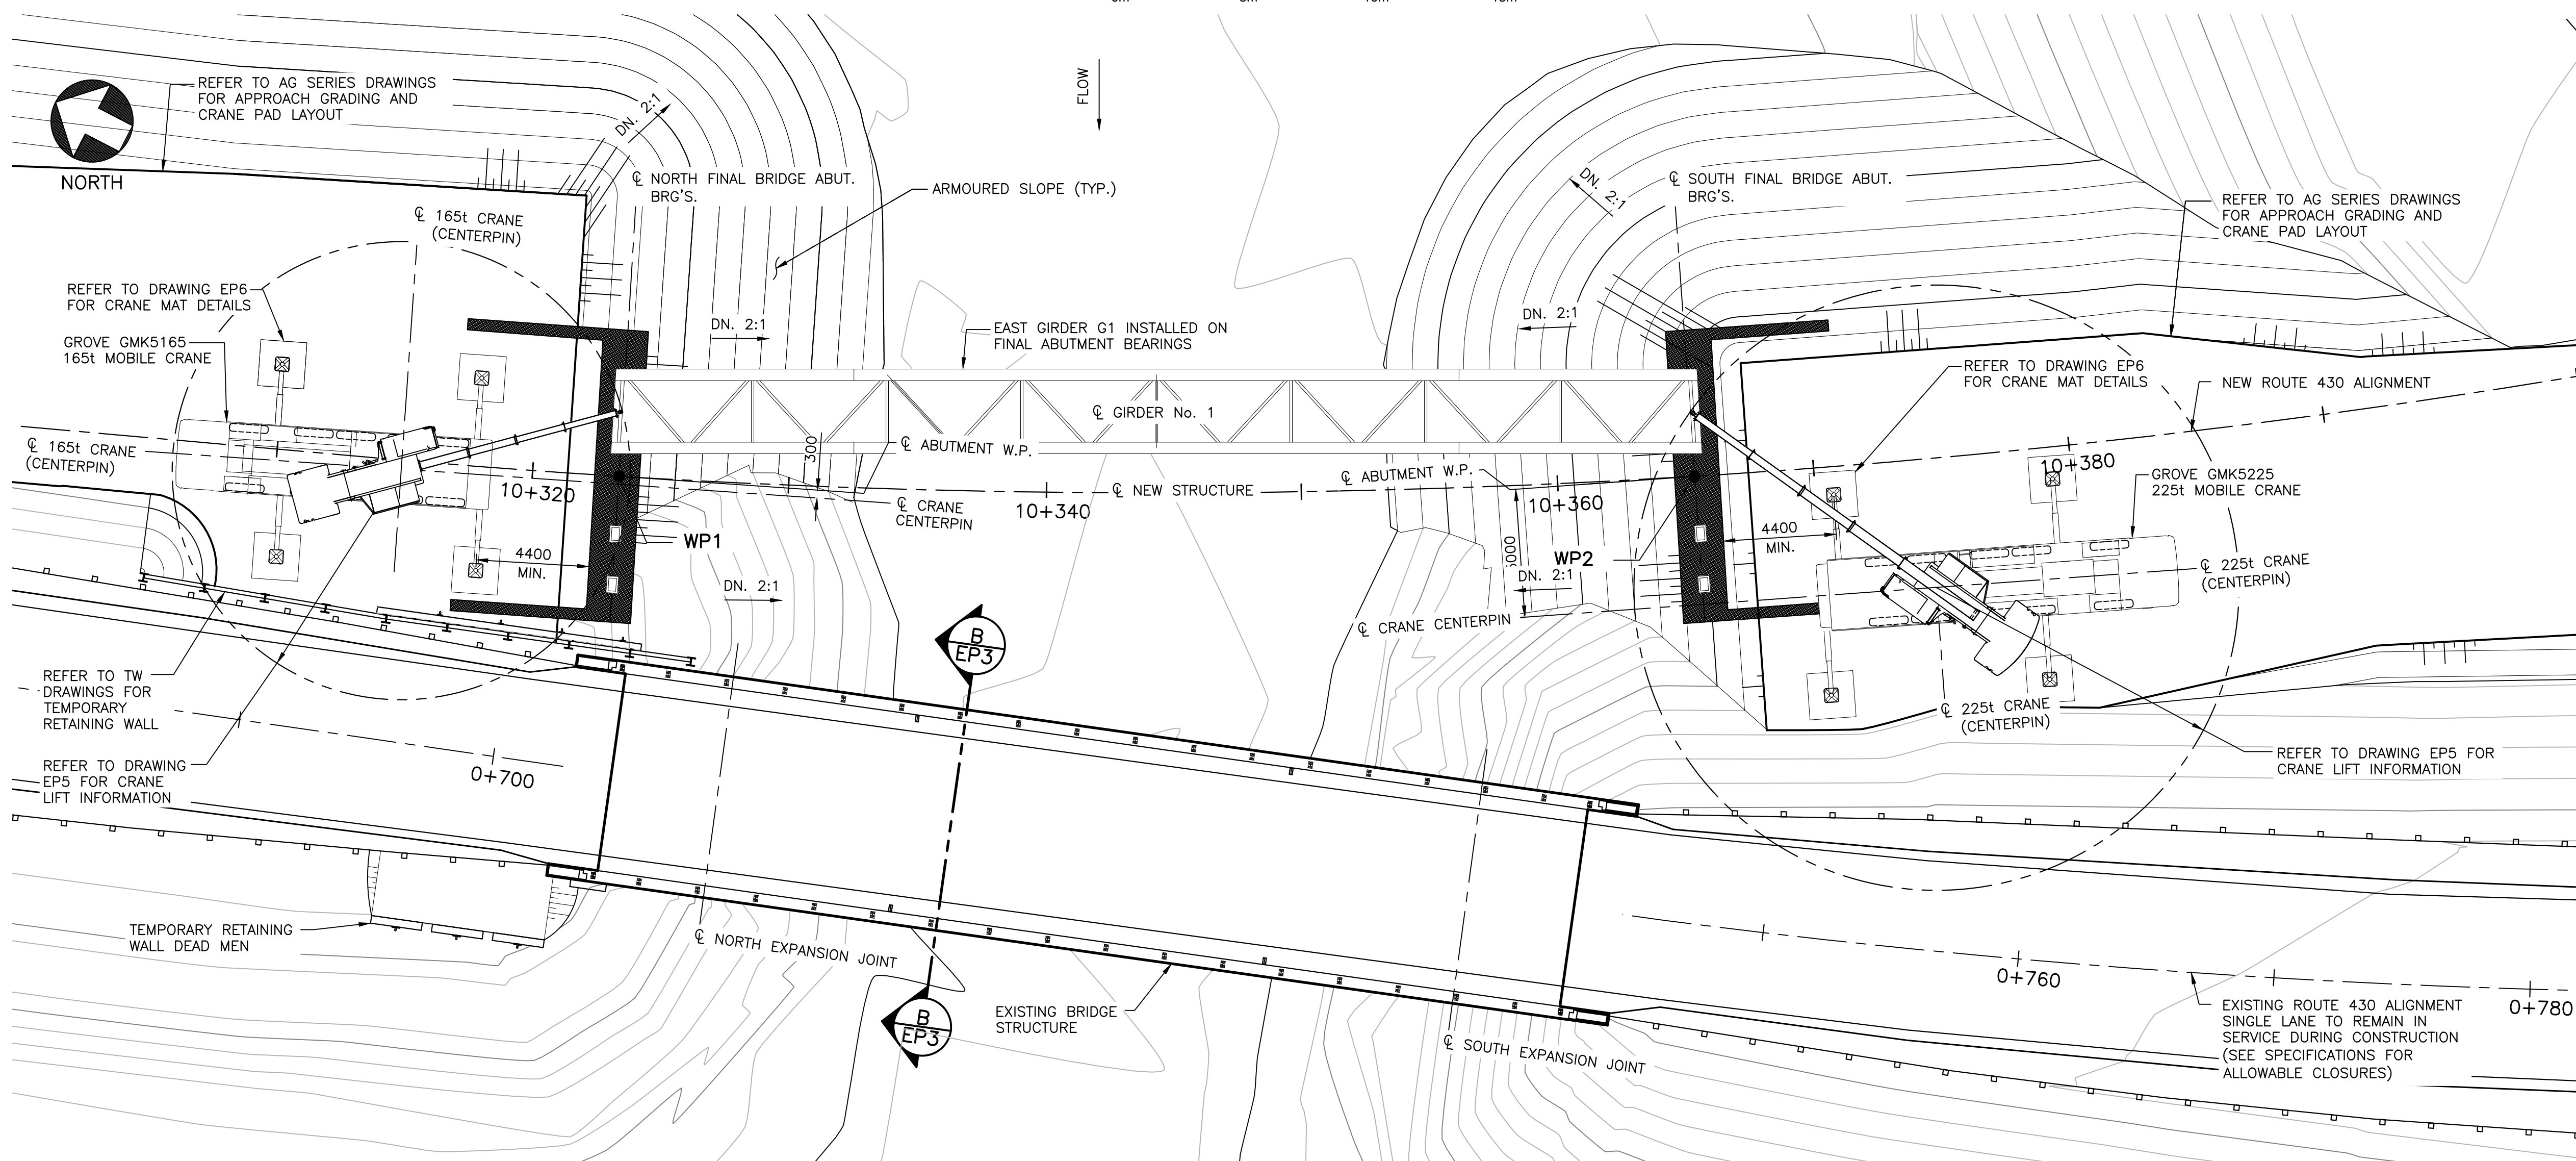 FLOW
REFER TO AG SERIES DRAWINGS
FOR APPROACH GRADING AND
CRANE PAD LAYOUT
NORTH
DN. 2:1
℄ NORTH FINAL BRIDGE ABUT.
BRG'S.
ARMOURED SLOPE (TYP.)
DN. 2:1
℄ SOUTH FINAL BRIDGE ABUT.
BRG'S.
REFER TO AG SERIES DRAWINGS
FOR APPROACH GRADING AND
CRANE PAD LAYOUT
℄ 165t CRANE
(CENTERPIN)
REFER TO DRAWING EP6
FOR CRANE MAT DETAILS
GROVE GMK5165
165t MOBILE CRANE
DN. 2:1
EAST GIRDER G1 INSTALLED ON
FINAL ABUTMENT BEARINGS
DN. 2:1
REFER TO DRAWING EP6
FOR CRANE MAT DETAILS
NEW ROUTE 430 ALIGNMENT
℄ GIRDER No. 1
℄ 165t CRANE
(CENTERPIN)
300
℄ ABUTMENT W.P.
℄ ABUTMENT W.P.
10+380
GROVE GMK5225
225t MOBILE CRANE
10+320
℄ CRANE
CENTERPIN
10+340
℄ NEW STRUCTURE
10+360
WP1
4400
MIN.
WP2
4400
MIN.
DN. 2:1
DN. 2:1
℄ 225t CRANE
(CENTERPIN)
℄ CRANE CENTERPIN
B
EP3
REFER TO TW
DRAWINGS FOR
TEMPORARY
RETAINING WALL
℄ 225t CRANE
(CENTERPIN)
REFER TO DRAWING
EP5 FOR CRANE
LIFT INFORMATION
0+700
REFER TO DRAWING EP5 FOR
CRANE LIFT INFORMATION
TEMPORARY RETAINING
WALL DEAD MEN
℄ NORTH EXPANSION JOINT
0+760
B
EP3
EXISTING BRIDGE
STRUCTURE
℄ SOUTH EXPANSION JOINT
EXISTING ROUTE 430 ALIGNMENT
SINGLE LANE TO REMAIN IN
SERVICE DURING CONSTRUCTION
(SEE SPECIFICATIONS FOR
ALLOWABLE CLOSURES)
0+780